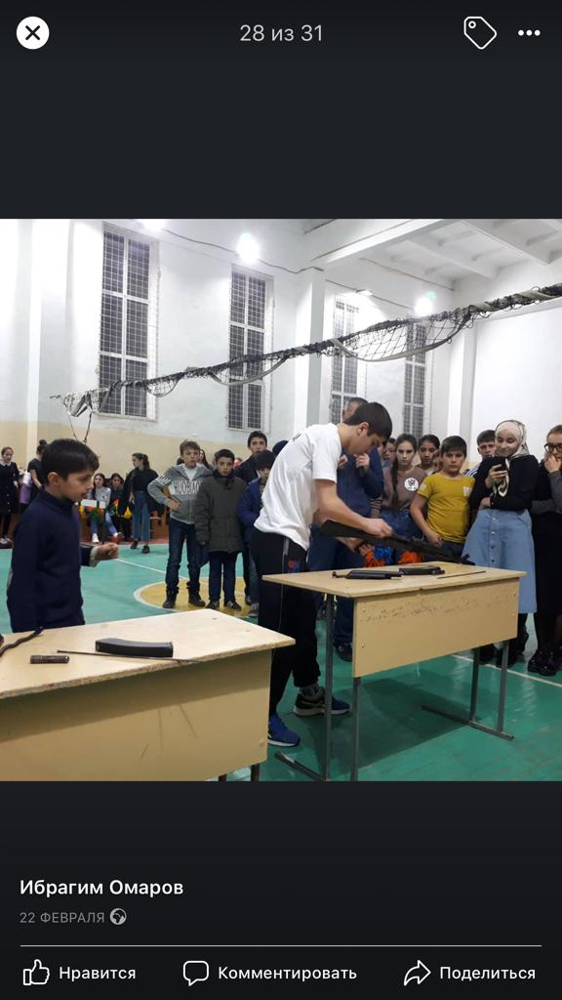 28 из 31
Ибрагим Омаров
22 ФЕВРАЛЯ
Нравится
Комментировать
Поделиться